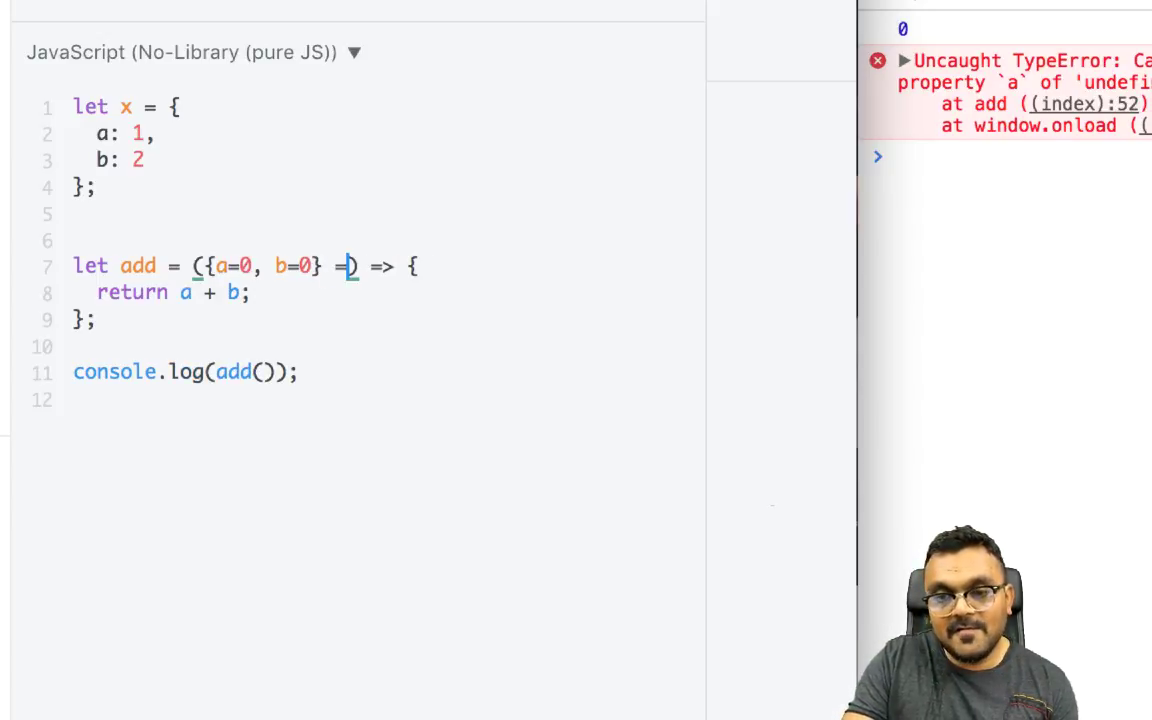 JavaScript (No-Library (pure JS)) ▼
1 let x = {
2 a: 1,
3 b: 2
4 };
5
6
7 let add = ({a=0, b=0} =) => {
8 return a + b;
9 };
10
11 console.log(add());
12
0
▶Uncaught TypeError: Ca
property `a` of 'undefi
at add ((index):52)
at window.onload ((
>